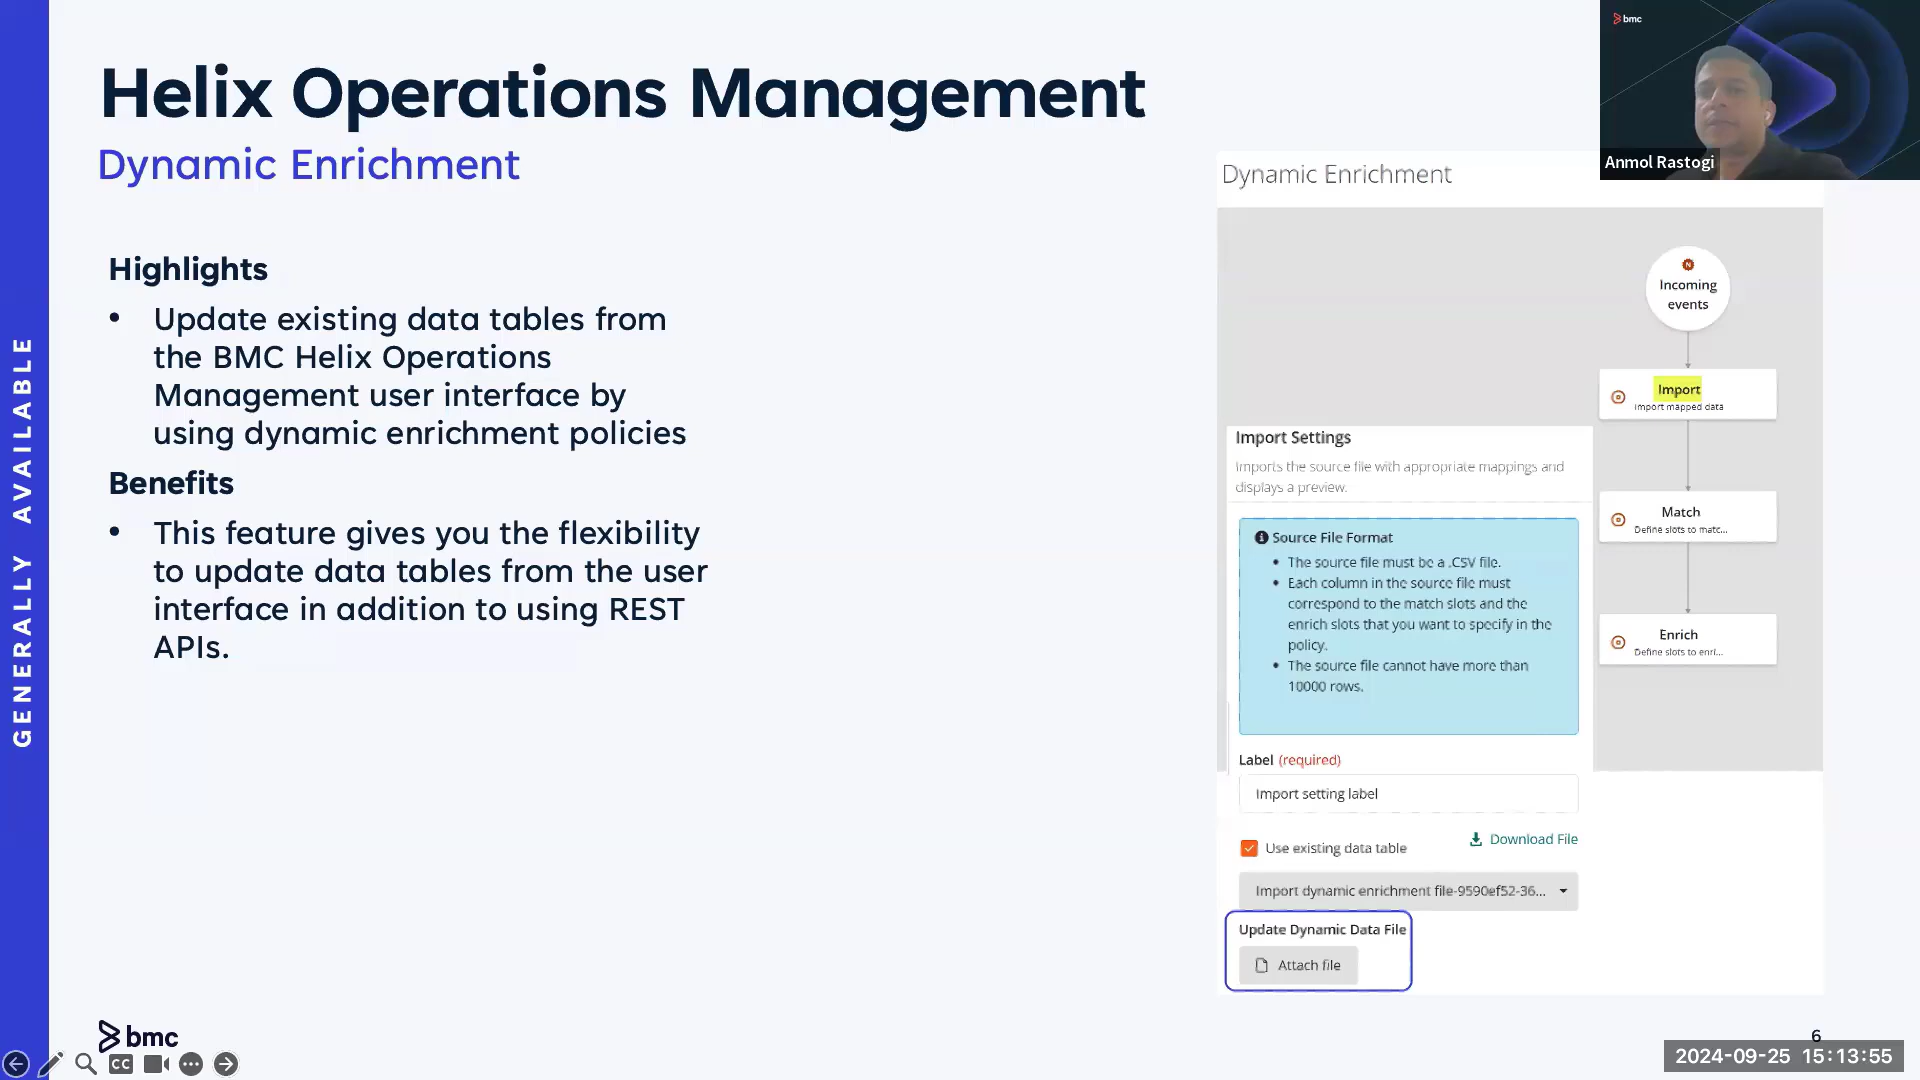 Helix Operations Management
Dynamic Enrichment
GENERALLY AVAILABLE
Highlights
• Update existing data tables from
the BMC Helix Operations
Management user interface by
using dynamic enrichment policies
Benefits
• This feature gives you the flexibility
to update data tables from the user
interface in addition to using REST
APIs.
bmc
Anmol Rastogi
Dynamic Enrichment
N
Incoming
events
Import
Import mapped data
Match
Define slots to matc...
Enrich
Define slots to enri...
Import Settings
Imports the source file with appropriate mappings and
displays a preview.
Source File Format
• The source file must be a .CSV file.
• Each column in the source file must
correspond to the match slots and the
enrich slots that you want to specify in the
policy.
• The source file cannot have more than
10000 rows.
Label (required)
Import setting label
Download File
Use existing data table
Import dynamic enrichment file-9590ef52-36...
Update Dynamic Data File
Attach file
bmc
6
CC
2024-09-25 15:13:55